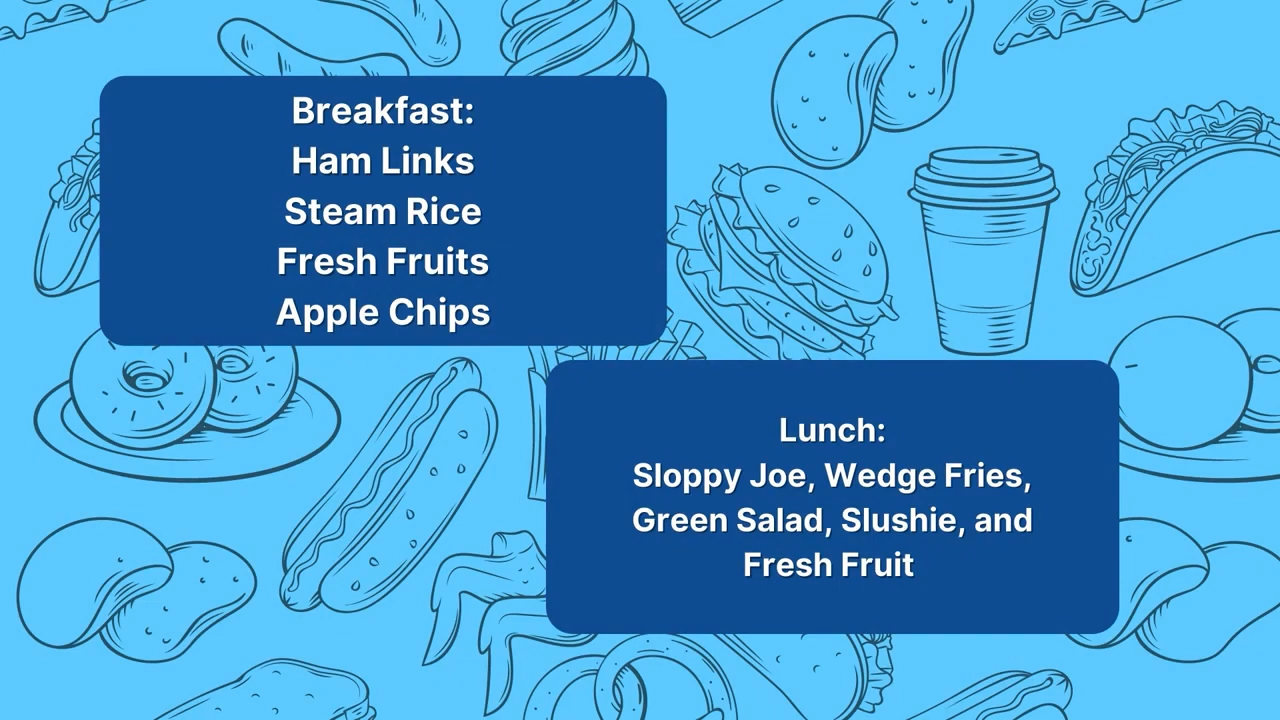 Breakfast:
Ham Links
Steam Rice
Fresh Fruits
Apple Chips
Lunch:
Sloppy Joe, Wedge Fries,
Green Salad, Slushie, and
Fresh Fruit